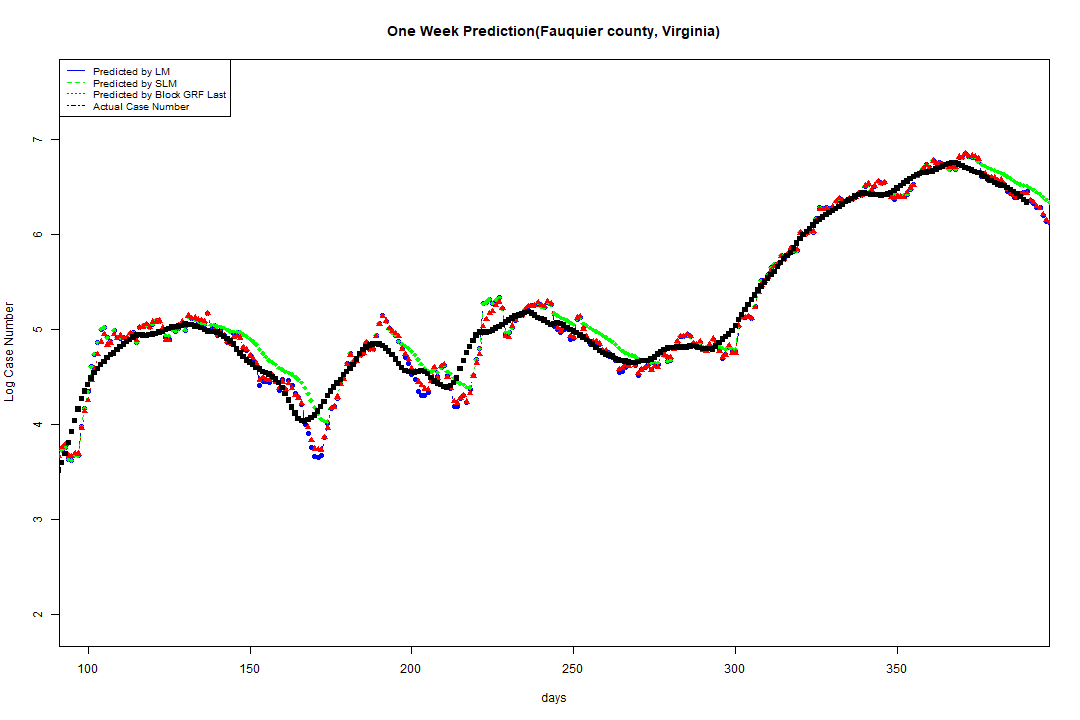 One Week Prediction(Fauquier county, Virginia)
Predicted by LM
Predicted by SLM
Predicted by Block GRF Last
Actual Case Number
7
6
5
4
3
2
Log Case Number
100 150 200 250 300 350
days